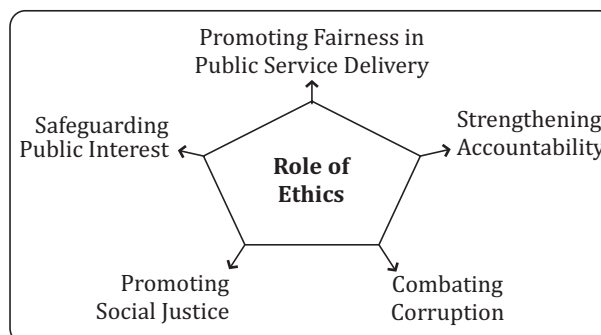 Promoting Fairness in
Public Service Delivery
Safeguarding
Public Interest
Strengthening
Accountability
Role of
Ethics
Promoting
Social Justice
Combating
Corruption